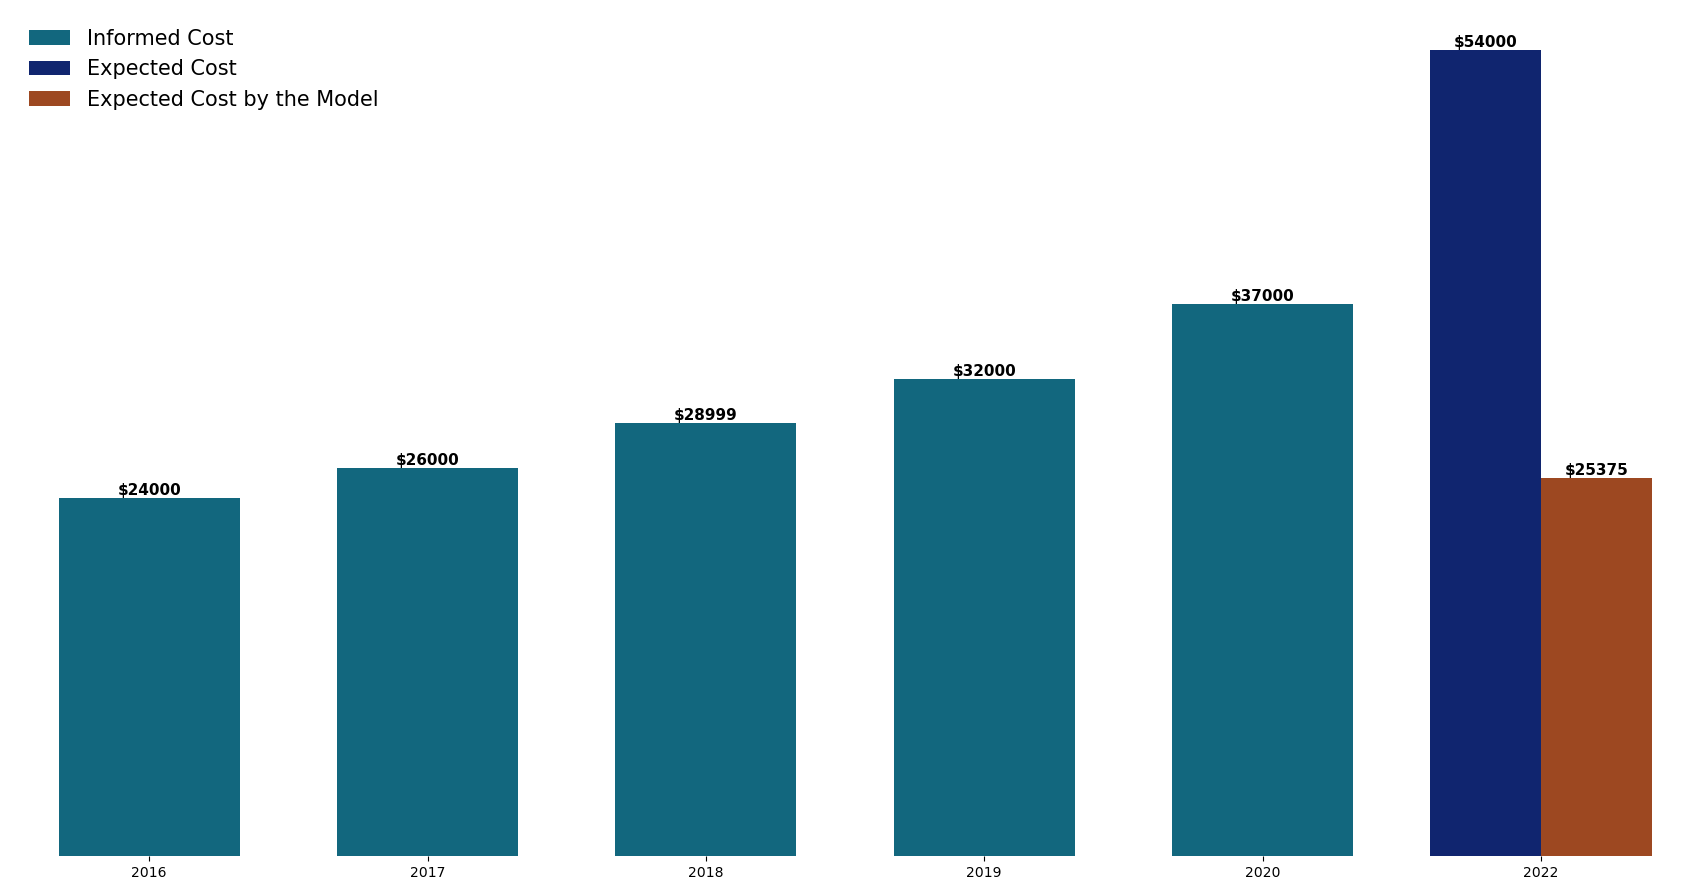 Informed Cost
Expected Cost
Expected Cost by the Model
$54000
$37000
$32000
$28999
$26000
$25375
$24000
2016 2017 2018 2019 2020 2022